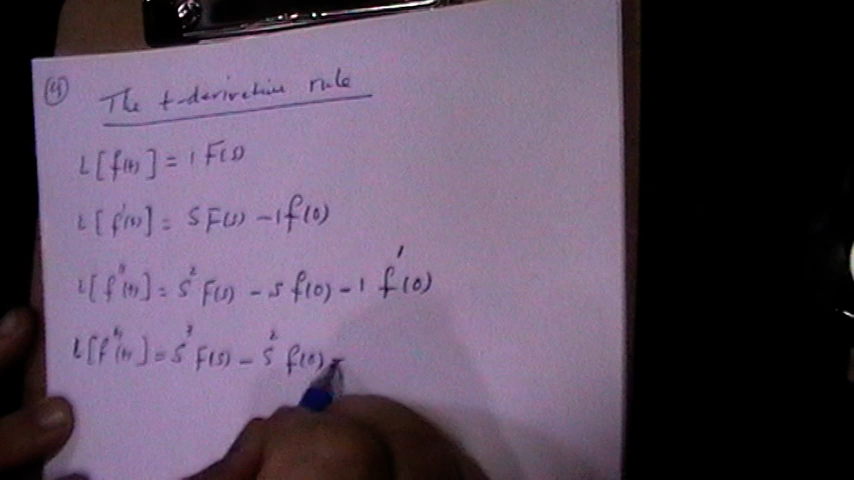 (4) The t-derivative rule
L[f(t)] = 1 F(s)
L[f'(t)] = S F(s) - 1 f(0)
L[f''(t)] = S² F(s) - S f(0) - 1 f'(0)
L[f'''(t)] = S³ F(s) - S² f(0) -